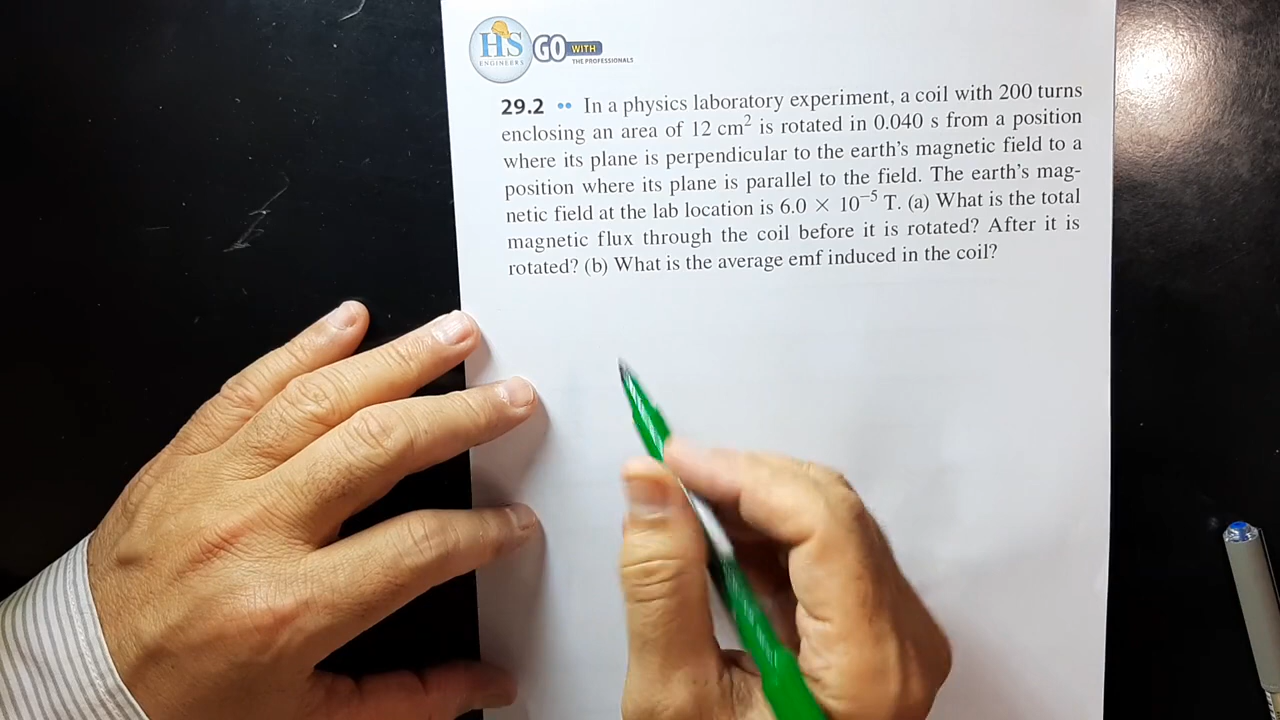 HS
ENGINEERS
GO WITH
THE PROFESSIONALS
29.2 •• In a physics laboratory experiment, a coil with 200 turns
enclosing an area of 12 cm² is rotated in 0.040 s from a position
where its plane is perpendicular to the earth's magnetic field to a
position where its plane is parallel to the field. The earth's mag-
netic field at the lab location is 6.0 × 10⁻⁵ T. (a) What is the total
magnetic flux through the coil before it is rotated? After it is
rotated? (b) What is the average emf induced in the coil?